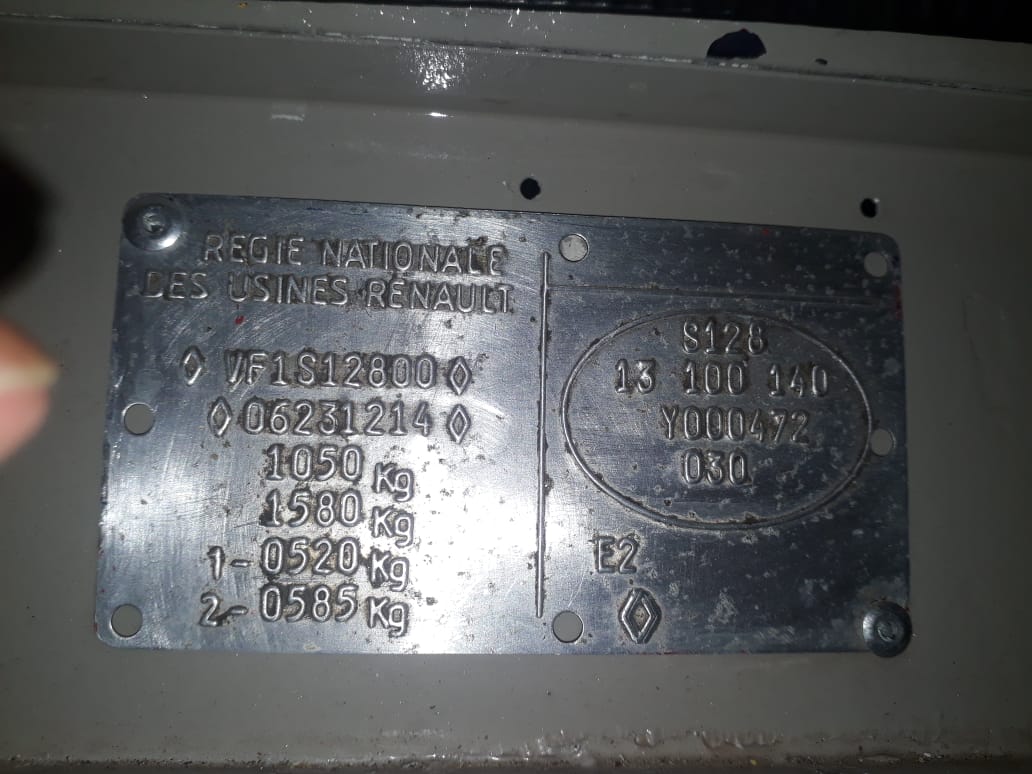 REGIE NATIONALE
DES USINES RENAULT
◊ VF1S12800 ◊
◊ 06231214 ◊
1050 Kg
1580 Kg
1- 0520 Kg
2- 0585 Kg
S128
13 100 140
Y000472
030
E2